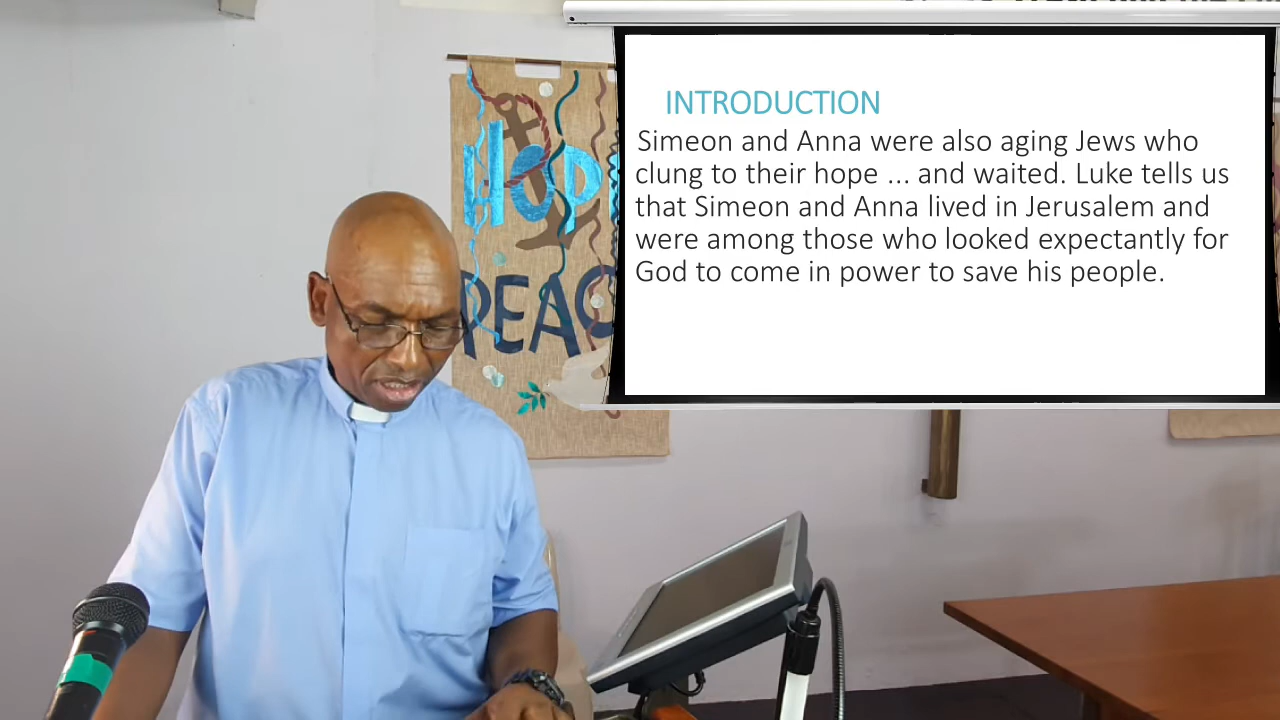 INTRODUCTION
Simeon and Anna were also aging Jews who
clung to their hope ... and waited. Luke tells us
that Simeon and Anna lived in Jerusalem and
were among those who looked expectantly for
God to come in power to save his people.
HOP
PEAC